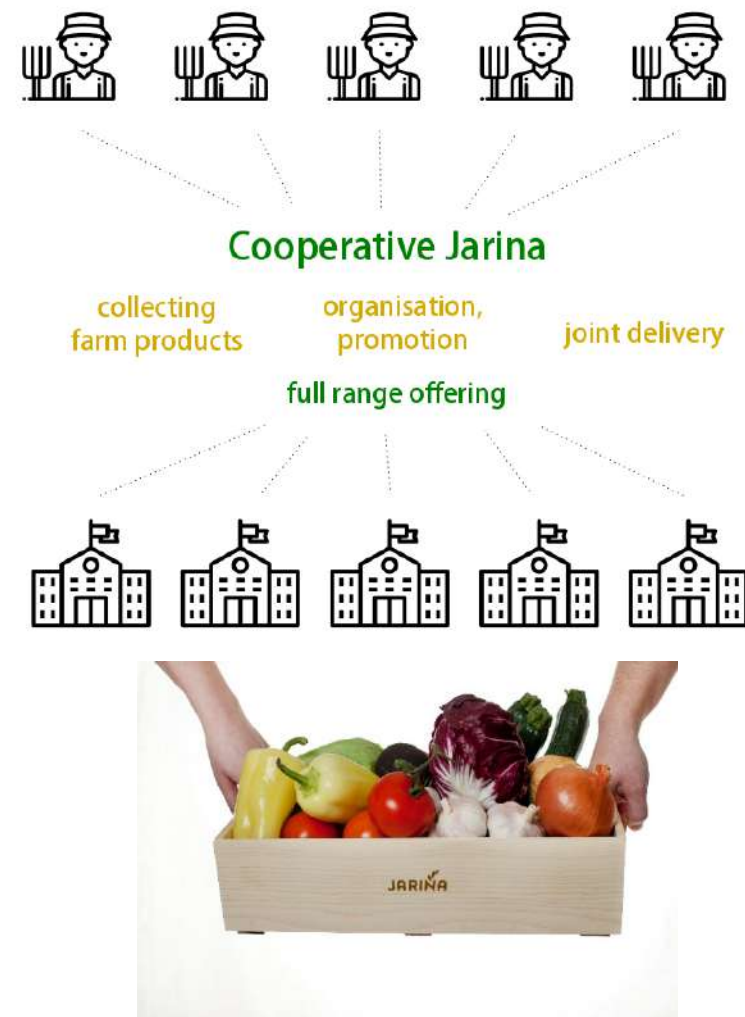 Cooperative Jarina
collecting
farm products
organisation,
promotion
joint delivery
full range offering
JARINA